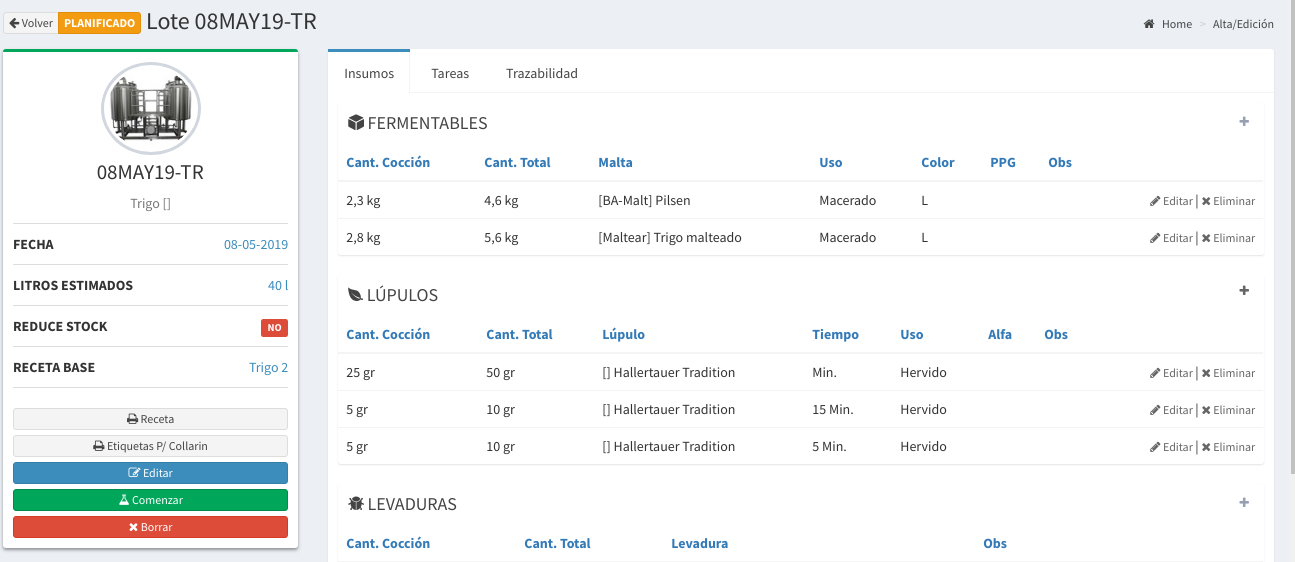 Volver PLANIFICADO Lote 08MAY19-TR
Home > Alta/Edición
08MAY19-TR
Trigo []
FECHA 08-05-2019
LITROS ESTIMADOS 40 l
REDUCE STOCK NO
RECETA BASE Trigo 2
Receta
Etiquetas P/ Collarin
Editar
Comenzar
Borrar
Insumos Tareas Trazabilidad
FERMENTABLES +
Cant. Cocción Cant. Total Malta Uso Color PPG Obs
2,3 kg 4,6 kg [BA-Malt] Pilsen Macerado L Editar | Eliminar
2,8 kg 5,6 kg [Maltear] Trigo malteado Macerado L Editar | Eliminar
LÚPULOS +
Cant. Cocción Cant. Total Lúpulo Tiempo Uso Alfa Obs
25 gr 50 gr [] Hallertauer Tradition Min. Hervido Editar | Eliminar
5 gr 10 gr [] Hallertauer Tradition 15 Min. Hervido Editar | Eliminar
5 gr 10 gr [] Hallertauer Tradition 5 Min. Hervido Editar | Eliminar
LEVADURAS +
Cant. Cocción Cant. Total Levadura Obs